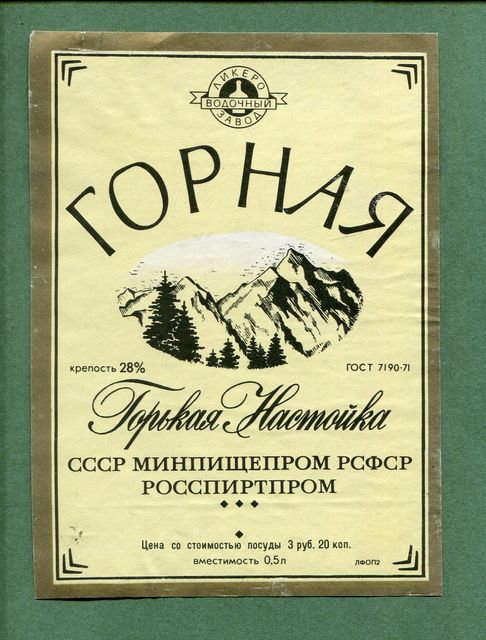 ЛИКЕРО
ВОДОЧНЫЙ
ЗАВОД
ГОРНАЯ
крепость 28%
ГОСТ 7190-71
Горькая Настойка
СССР МИНПИЩЕПРОМ РСФСР
РОССПИРТПРОМ
Цена со стоимостью посуды 3 руб. 20 коп.
вместимость 0,5л
ЛФОП2